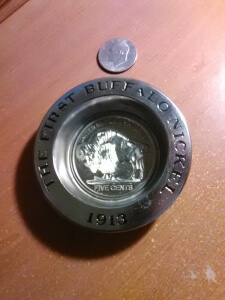 THE FIRST BUFFALO NICKEL
1913
FIVE CENTS